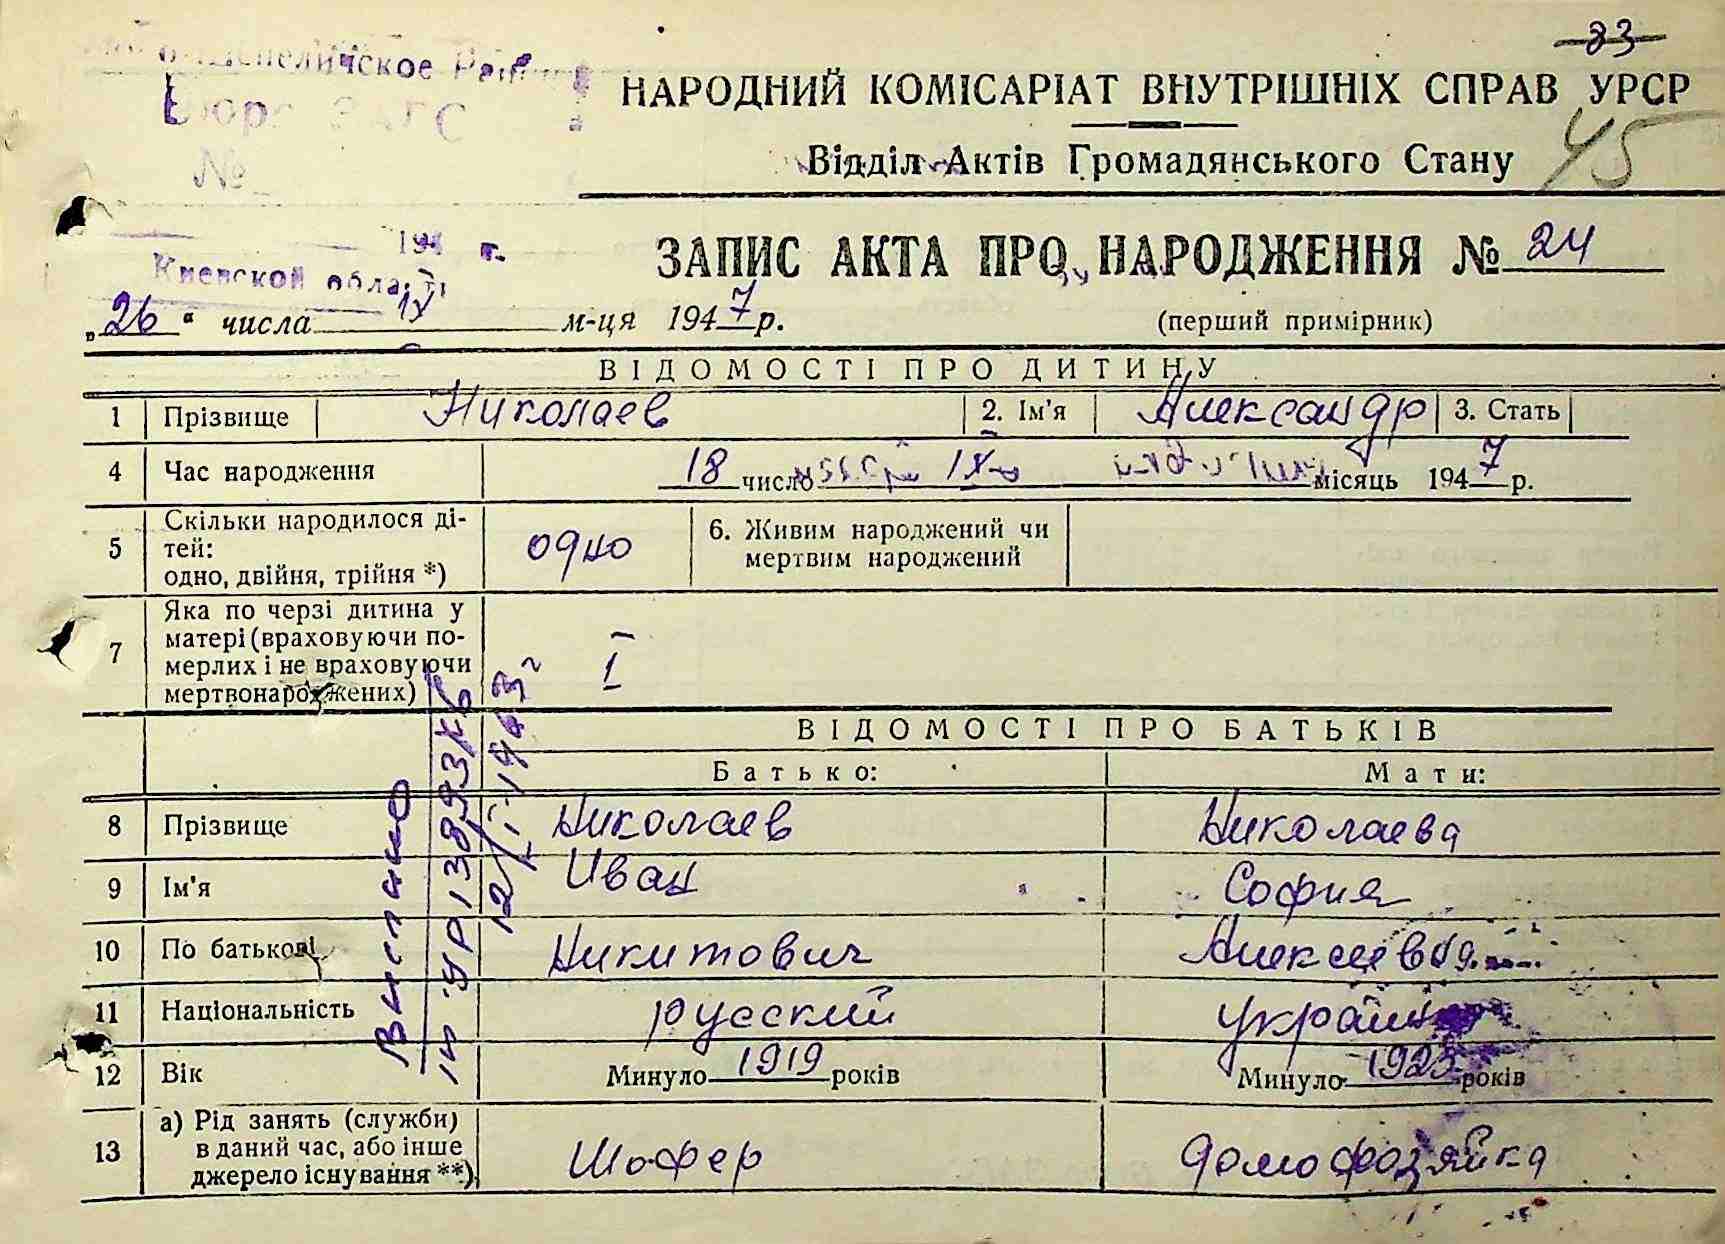 83
НАРОДНИЙ КОМІСАРІАТ ВНУТРІШНІХ СПРАВ УРСР
45
Бюро ЗАГС
Відділ Актів Громадянського Стану
№
194 г.
ЗАПИС АКТА ПРО НАРОДЖЕННЯ № 24
Киевской области
„26“ числа IX м-ця 1947 р.
(перший примірник)
ВІДОМОСТІ ПРО ДИТИНУ
1 Прізвище Николаев 2. Ім'я Александр 3. Стать
4 Час народження 18 число IX місяць 1947 р.
5 Скільки народилося дітей: одно, двійня, трійня *) одно 6. Живим народжений чи мертвим народжений
7 Яка по черзі дитина у матері (враховуючи померлих і не враховуючи мертвонароджених) I
ВІДОМОСТІ ПРО БАТЬКІВ
Батько: Мати:
8 Прізвище Николаев Николаева
9 Ім'я Иван София
10 По батькові Никитович Алексеевна
11 Національність русский
12 Вік Минуло 1919 років Минуло 1923 років
13 а) Рід занять (служби) в даний час, або інше джерело існування **) Шофер домохозяйка